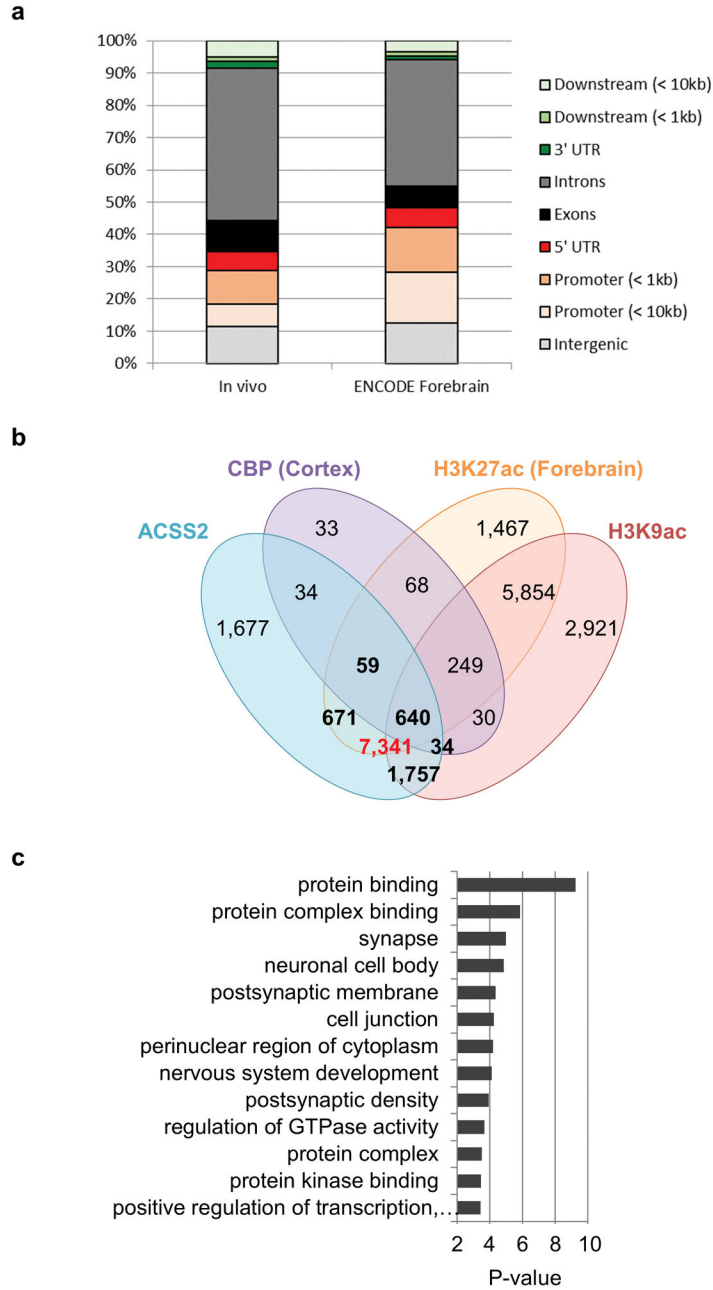 a
100%
90%
80%
70%
60%
50%
40%
30%
20%
10%
0%
In vivo
ENCODE Forebrain
Downstream (< 10kb)
Downstream (< 1kb)
3' UTR
Introns
Exons
5' UTR
Promoter (< 1kb)
Promoter (< 10kb)
Intergenic
b
CBP (Cortex)
H3K27ac (Forebrain)
ACSS2
H3K9ac
33
1,467
34
68
5,854
1,677
2,921
59
249
671
640
30
7,341
34
1,757
c
protein binding
protein complex binding
synapse
neuronal cell body
postsynaptic membrane
cell junction
perinuclear region of cytoplasm
nervous system development
postsynaptic density
regulation of GTPase activity
protein complex
protein kinase binding
positive regulation of transcription,…
2 4 6 8 10
P-value